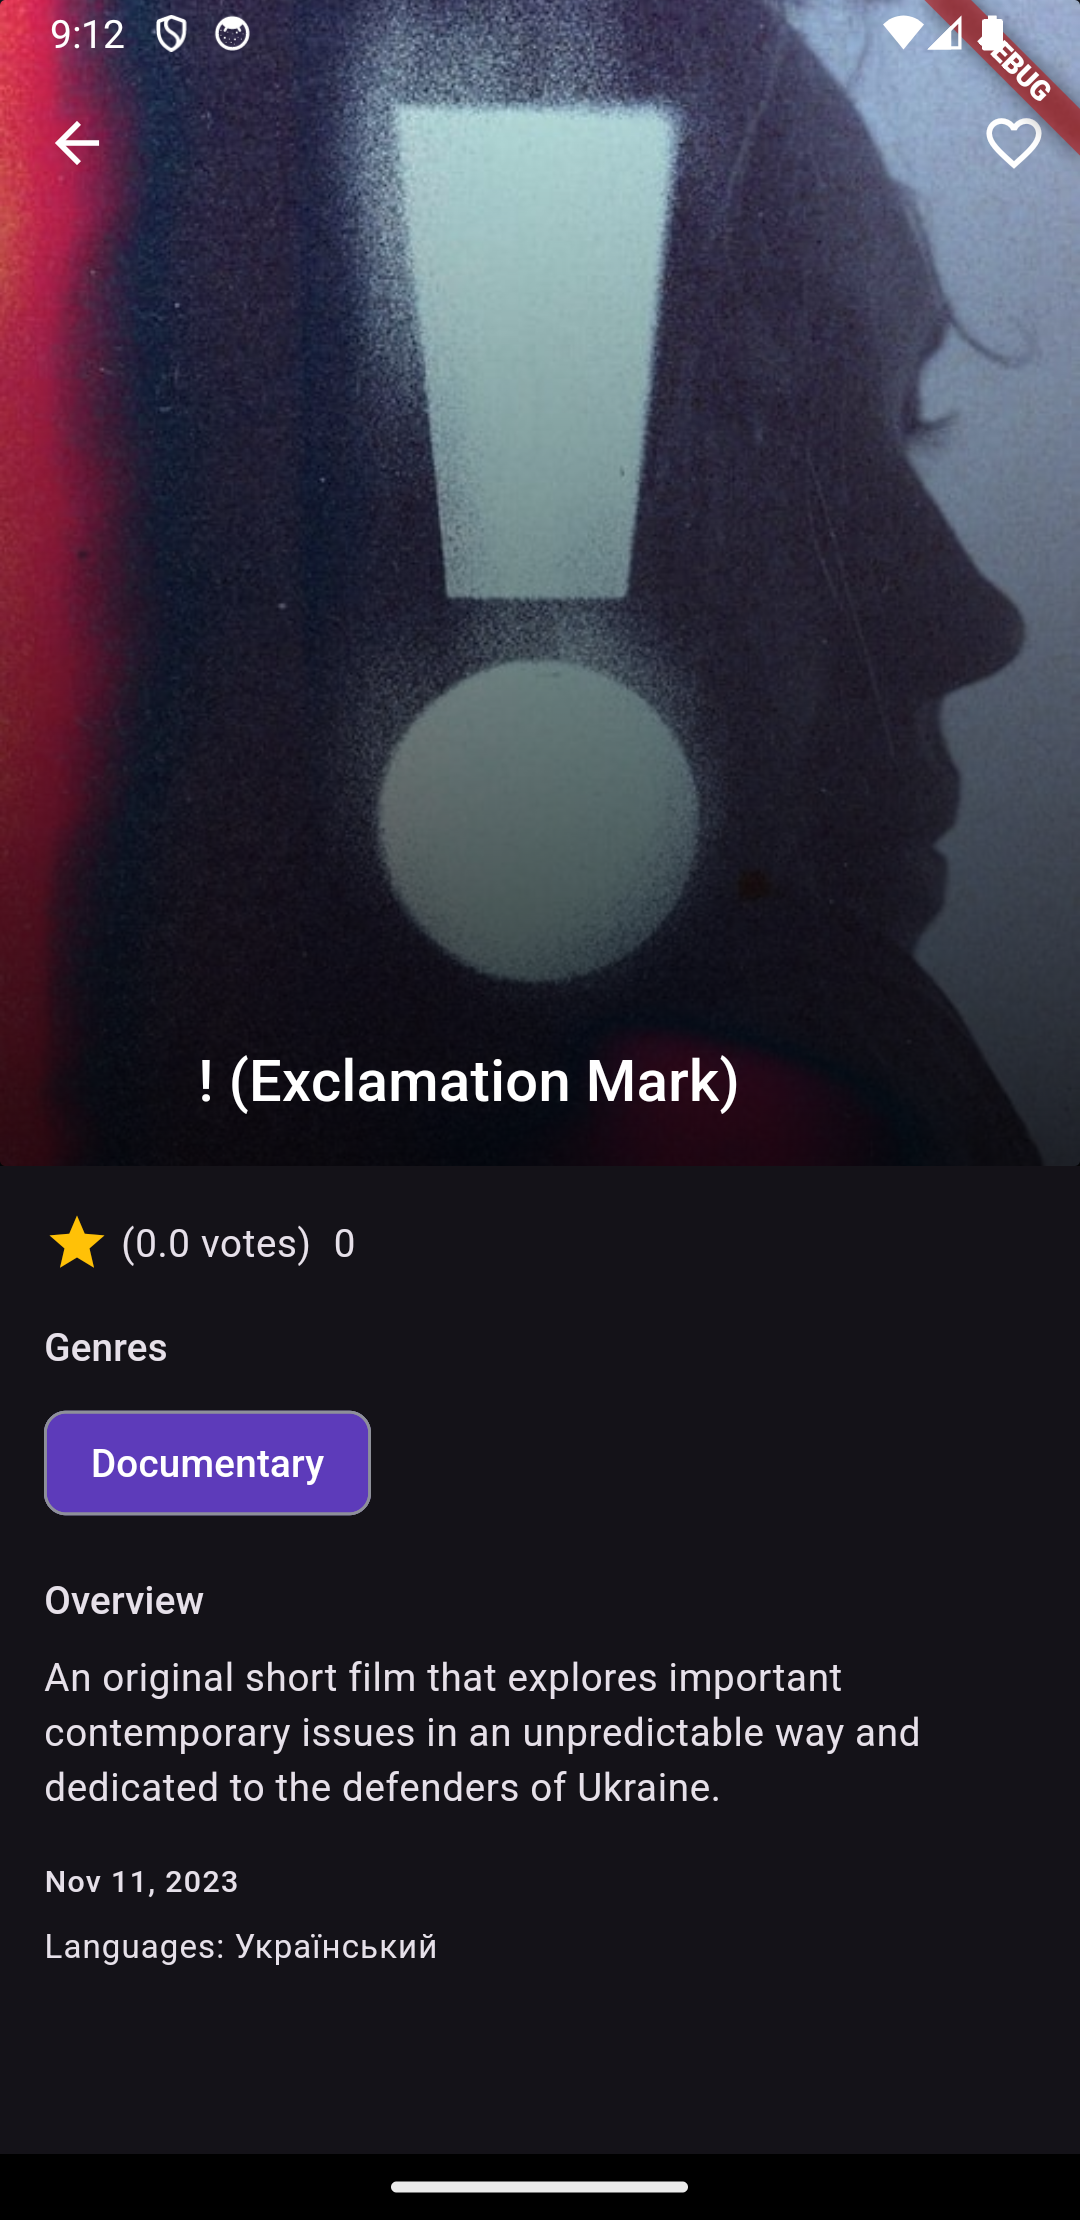 9:12
DEBUG
! (Exclamation Mark)
(0.0 votes) 0
Genres
Documentary
Overview
An original short film that explores important
contemporary issues in an unpredictable way and
dedicated to the defenders of Ukraine.
Nov 11, 2023
Languages: Український